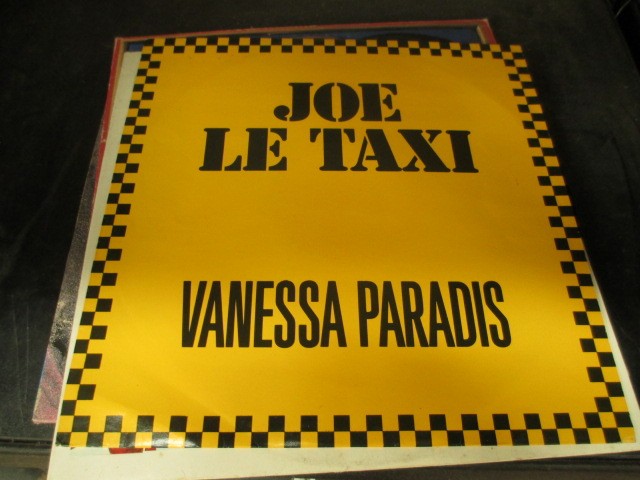 JOE
LE TAXI
VANESSA PARADIS